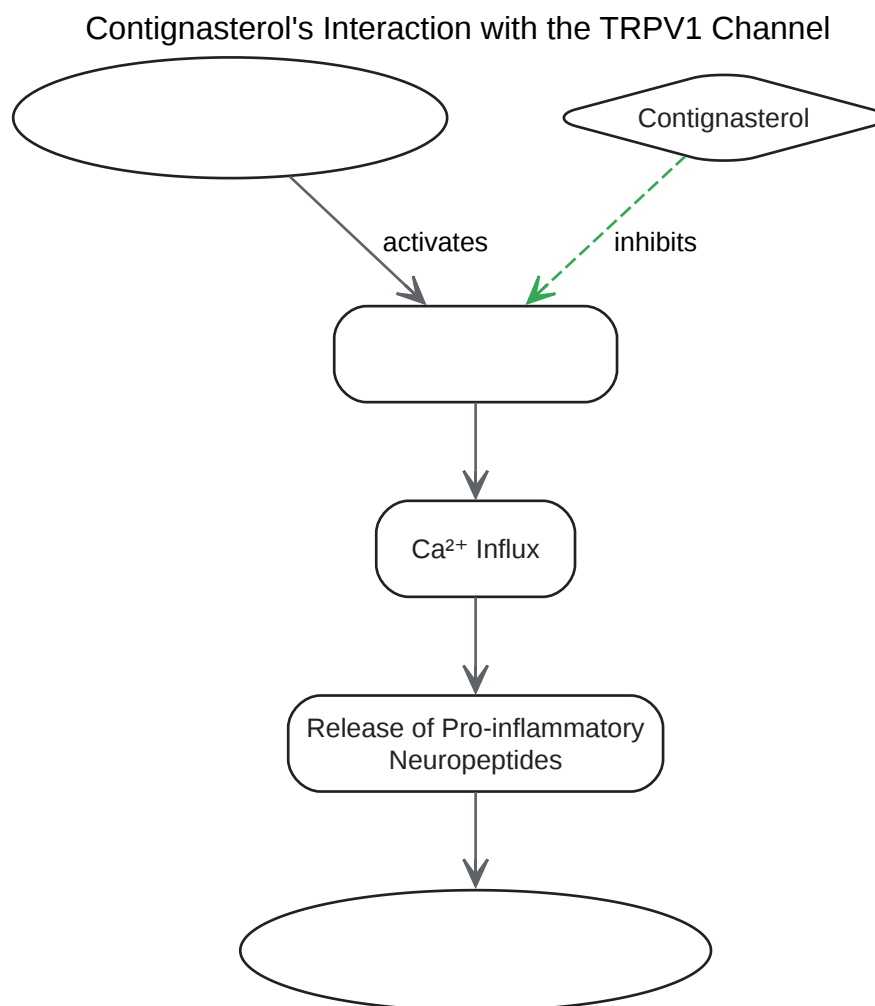 Contignasterol's Interaction with the TRPV1 Channel
Contignasterol
activates
inhibits
Ca²⁺ Influx
Release of Pro-inflammatory
Neuropeptides